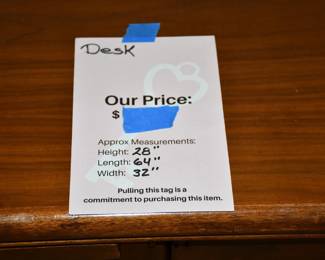 Desk
Our Price:
$
Approx Measurements:
Height: 28"
Length: 64"
Width: 32"
Pulling this tag is a
commitment to purchasing this item.